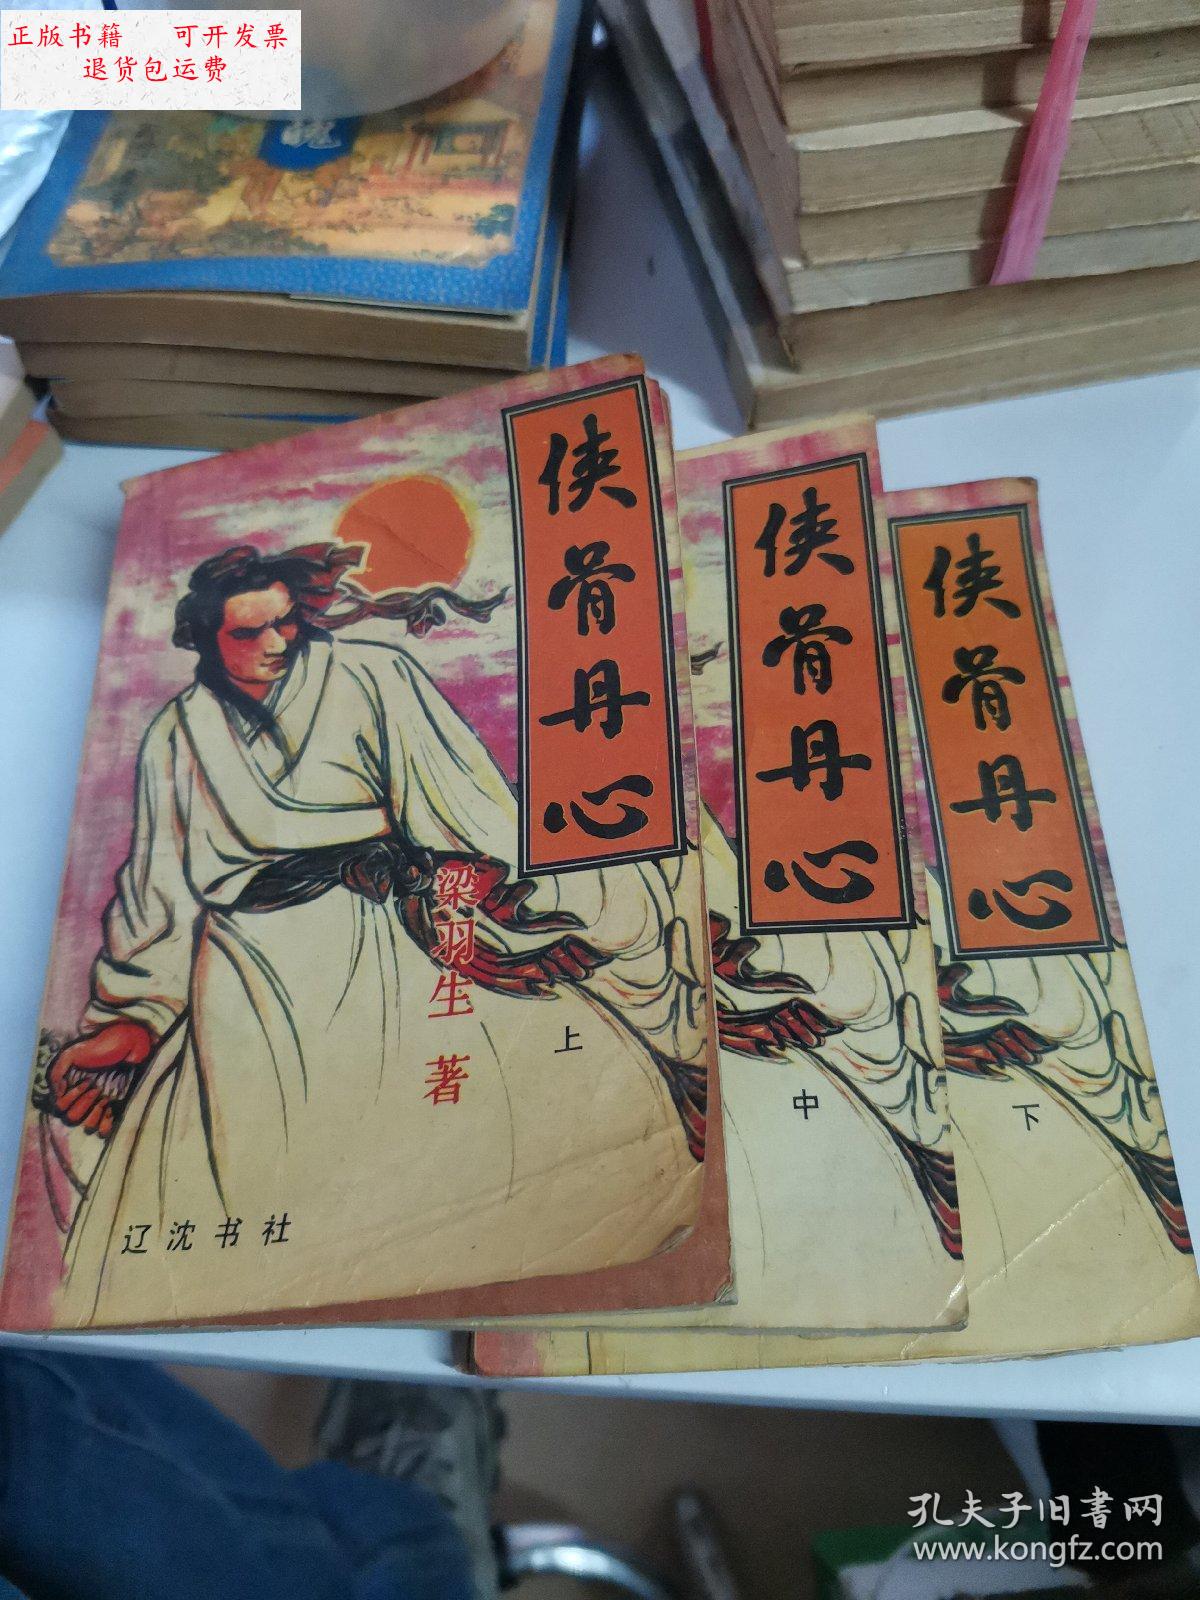 正版书籍 可开发票
退货包运费
魂
侠骨丹心
梁羽生 著
上
辽沈书社
侠骨丹心
中
侠骨丹心
下
孔夫子旧書网
www.kongfz.com